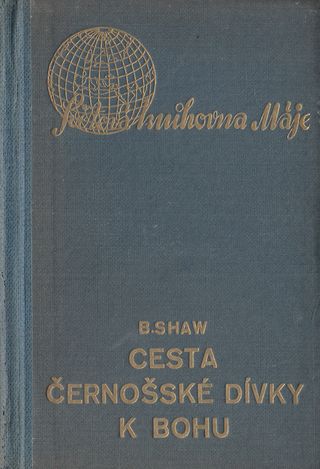 Světová knihovna Máje
B.SHAW
CESTA
ČERNOŠSKÉ DÍVKY
K BOHU